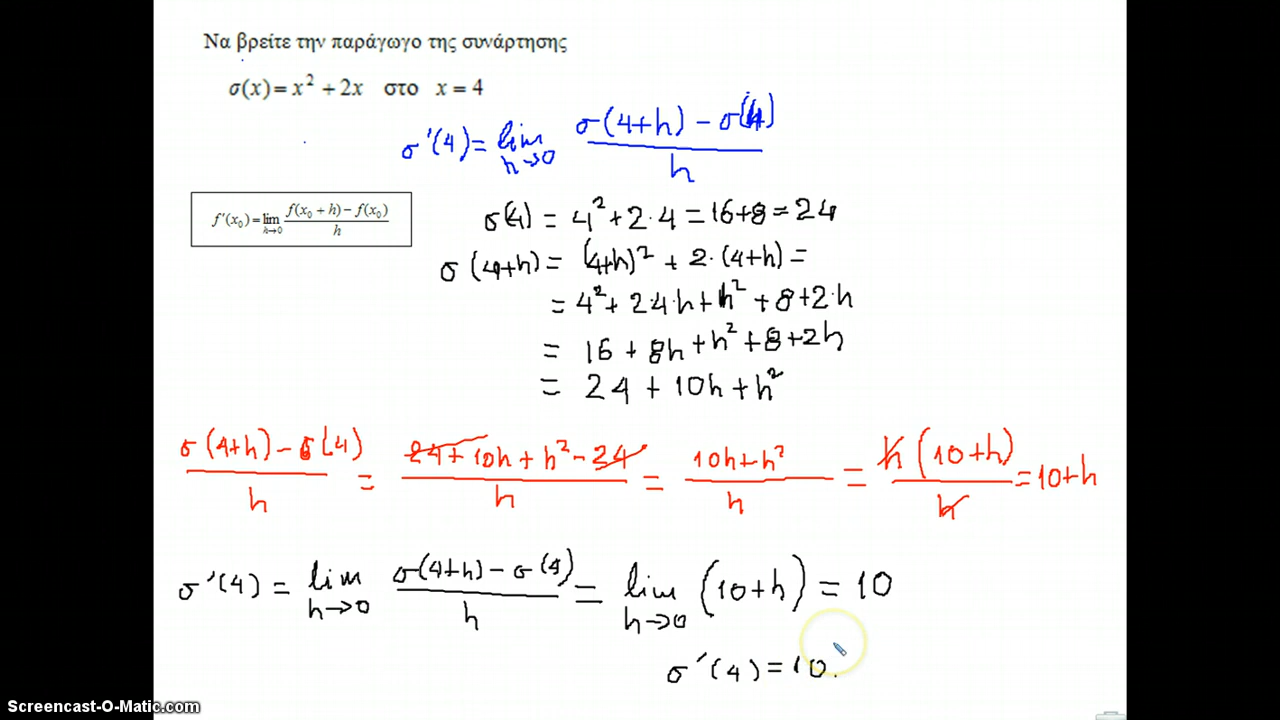 Να βρείτε την παράγωγο της συνάρτησης
σ(x) = x² + 2x στο x = 4
σ'(4) = lim h→0 (σ(4+h) − σ(4)) / h
f'(x₀) = lim h→0 (f(x₀ + h) − f(x₀)) / h
σ(4) = 4² + 2·4 = 16+8 = 24
σ(4+h) = (4+h)² + 2·(4+h) =
= 4² + 2·4·h + h² + 8 + 2·h
= 16 + 8h + h² + 8 + 2h
= 24 + 10h + h²
(σ(4+h) − σ(4)) / h = (24 + 10h + h² − 24) / h = (10h + h²) / h = h(10+h) / h = 10+h
σ'(4) = lim h→0 (σ(4+h) − σ(4)) / h = lim h→0 (10+h) = 10
σ'(4) = 10.
Screencast-O-Matic.com